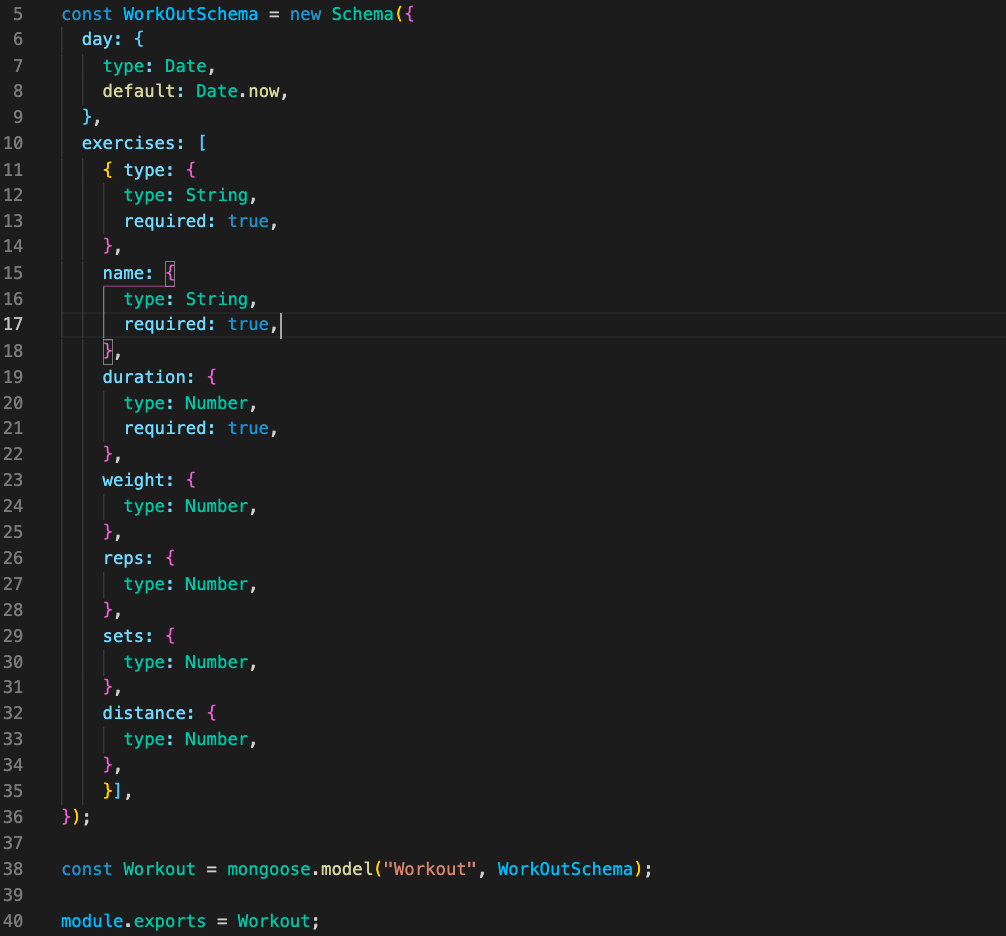 5 const WorkOutSchema = new Schema({
6   day: {
7     type: Date,
8     default: Date.now,
9   },
10   exercises: [
11     { type: {
12       type: String,
13       required: true,
14     },
15     name: {
16       type: String,
17       required: true,
18     },
19     duration: {
20       type: Number,
21       required: true,
22     },
23     weight: {
24       type: Number,
25     },
26     reps: {
27       type: Number,
28     },
29     sets: {
30       type: Number,
31     },
32     distance: {
33       type: Number,
34     },
35     }],
36 });
37
38 const Workout = mongoose.model("Workout", WorkOutSchema);
39
40 module.exports = Workout;